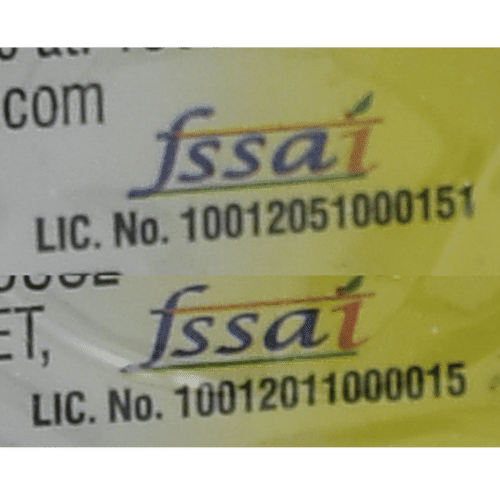 com
fssai
LIC. No. 10012051000151
ET,
fssai
LIC. No. 10012011000015